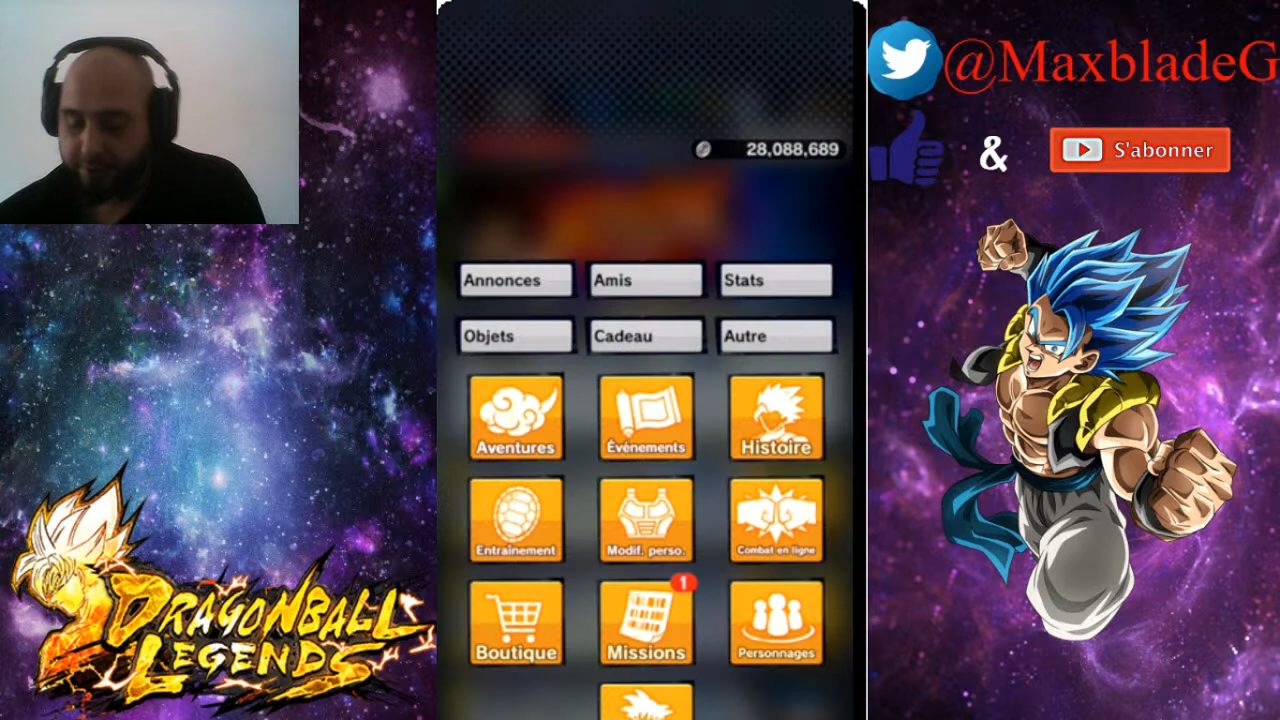 @MaxbladeG
&
S'abonner
28,088,689
Annonces
Amis
Stats
Objets
Cadeau
Autre
Aventures
Événements
Histoire
Entrainement
Modif. perso.
Combat en ligne
1
Boutique
Missions
Personnages
DRAGONBALL
LEGENDS